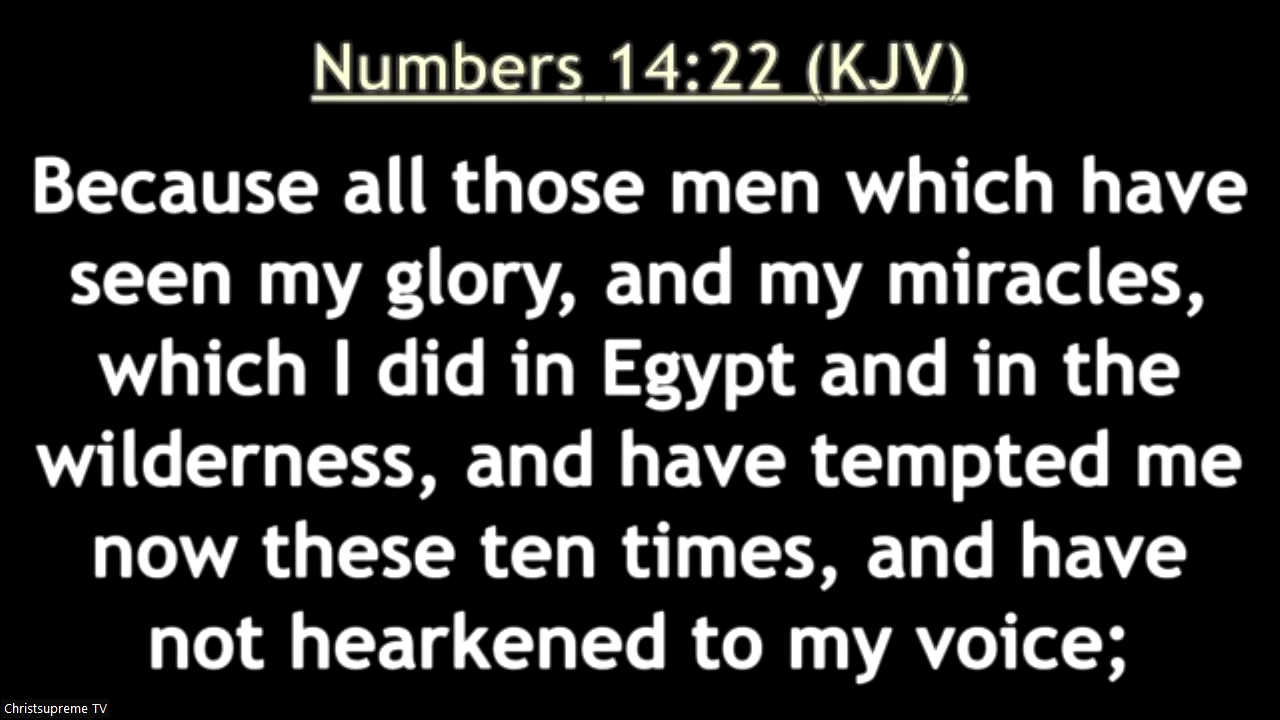 Numbers 14:22 (KJV)
Because all those men which have
seen my glory, and my miracles,
which I did in Egypt and in the
wilderness, and have tempted me
now these ten times, and have
not hearkened to my voice;
Christsupreme TV